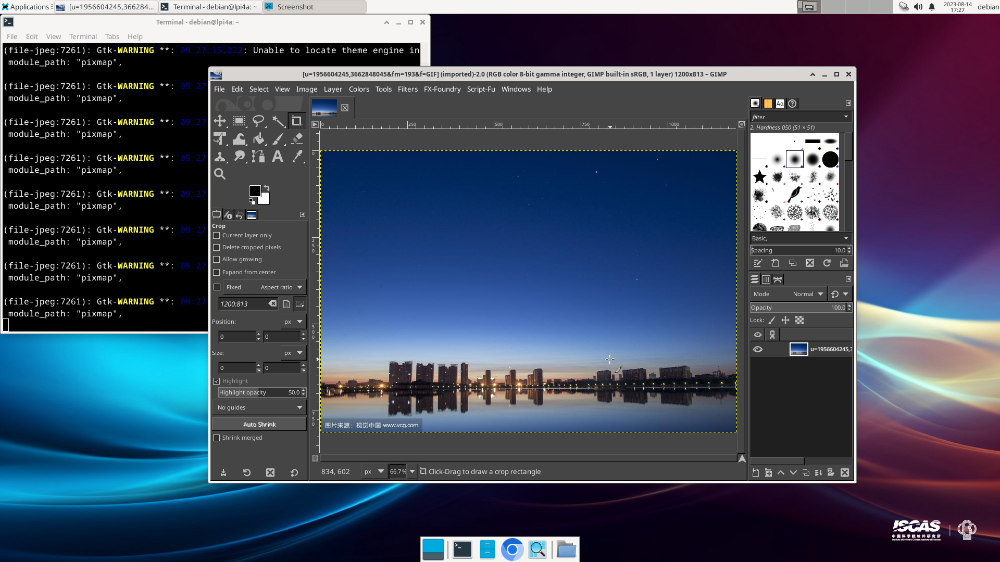 Applications
[u=1956604245,366284...
Terminal - debian@lpi4a: ~
Screenshot
2023-08-14
17:27
debian
Terminal - debian@lpi4a: ~
File Edit View Terminal Tabs Help
(file-jpeg:7261): Gtk-WARNING **: 09:27:15.022: Unable to locate theme engine in
module_path: "pixmap",
(file-jpeg:7261): Gtk-WARNING **: 09:27
module_path: "pixmap",
(file-jpeg:7261): Gtk-WARNING **: 09:27
module_path: "pixmap",
(file-jpeg:7261): Gtk-WARNING **: 09:27
module_path: "pixmap",
(file-jpeg:7261): Gtk-WARNING **: 09:27
module_path: "pixmap",
(file-jpeg:7261): Gtk-WARNING **: 09:27
module_path: "pixmap",
(file-jpeg:7261): Gtk-WARNING **: 09:27
module_path: "pixmap",
(file-jpeg:7261): Gtk-WARNING **: 09:27
module_path: "pixmap",
[u=1956604245,3662848045&fm=193&f=GIF] (imported)-2.0 (RGB color 8-bit gamma integer, GIMP built-in sRGB, 1 layer) 1200x813 – GIMP
File Edit Select View Image Layer Colors Tools Filters FX-Foundry Script-Fu Windows Help
0 250 500 750 1000
0
250
500
750
Crop
Current layer only
Delete cropped pixels
Allow growing
Expand from center
Fixed Aspect ratio
1200:813
Position: px
0 0
Size: px
0 0
Highlight
Highlight opacity 50.0
No guides
Auto Shrink
Shrink merged
图片来源：视觉中国 www.vcg.com
834, 602 px 66.7 % Click-Drag to draw a crop rectangle
Aa
filter
2. Hardness 050 (51 × 51)
Basic,
Spacing 10.0
Mode Normal
Opacity 100.0
Lock:
u=1956604245,3
ISCAS
中国科学院软件研究所
Institute of Software Chinese Academy of Sciences